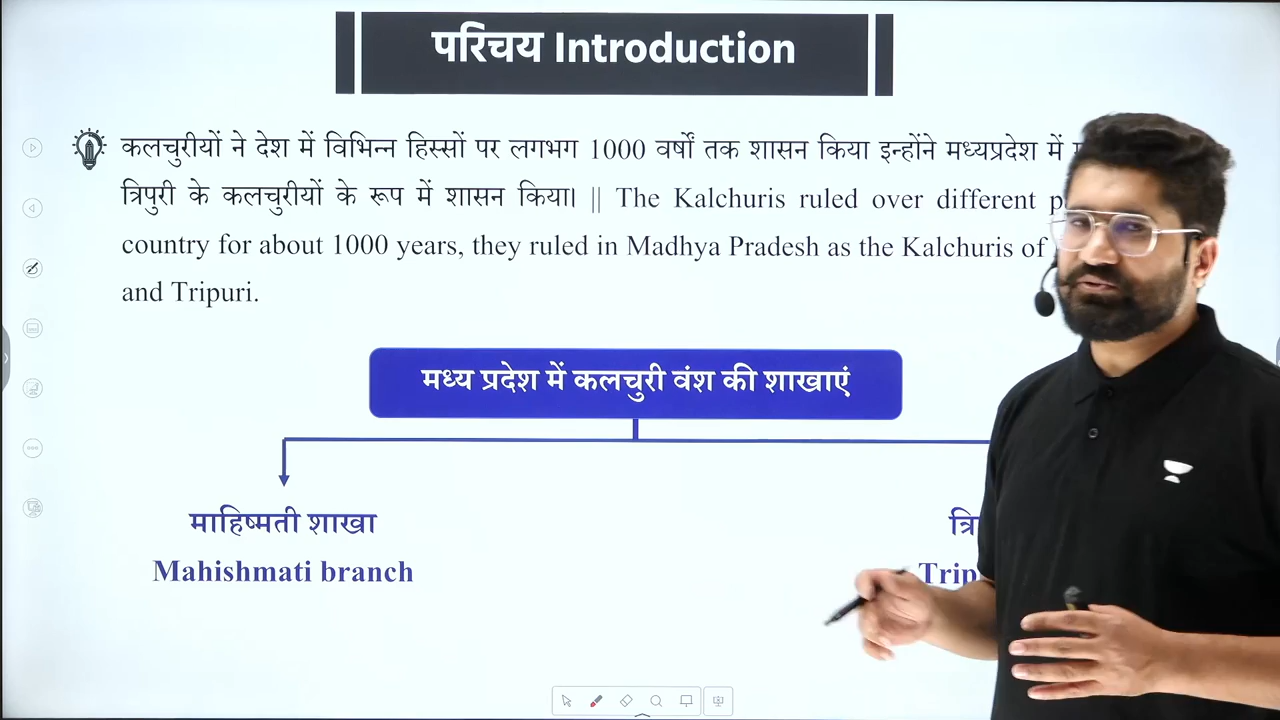 परिचय Introduction
कलचुरीयों ने देश में विभिन्न हिस्सों पर लगभग 1000 वर्षों तक शासन किया इन्होंने मध्यप्रदेश में
त्रिपुरी के कलचुरीयों के रूप में शासन किया। || The Kalchuris ruled over different
country for about 1000 years, they ruled in Madhya Pradesh as the Kalchuris of
and Tripuri.
मध्य प्रदेश में कलचुरी वंश की शाखाएं
माहिष्मती शाखा
Mahishmati branch